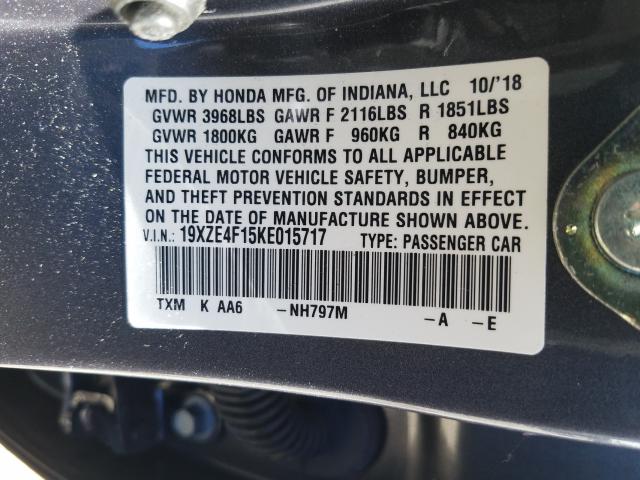 MFD. BY HONDA MFG. OF INDIANA, LLC 10/'18
GVWR 3968LBS GAWR F 2116LBS R 1851LBS
GVWR 1800KG GAWR F 960KG R 840KG
THIS VEHICLE CONFORMS TO ALL APPLICABLE
FEDERAL MOTOR VEHICLE SAFETY, BUMPER,
AND THEFT PREVENTION STANDARDS IN EFFECT
ON THE DATE OF MANUFACTURE SHOWN ABOVE.
V.I.N.: 19XZE4F15KE015717 TYPE: PASSENGER CAR
TXM K AA6 -NH797M -A -E